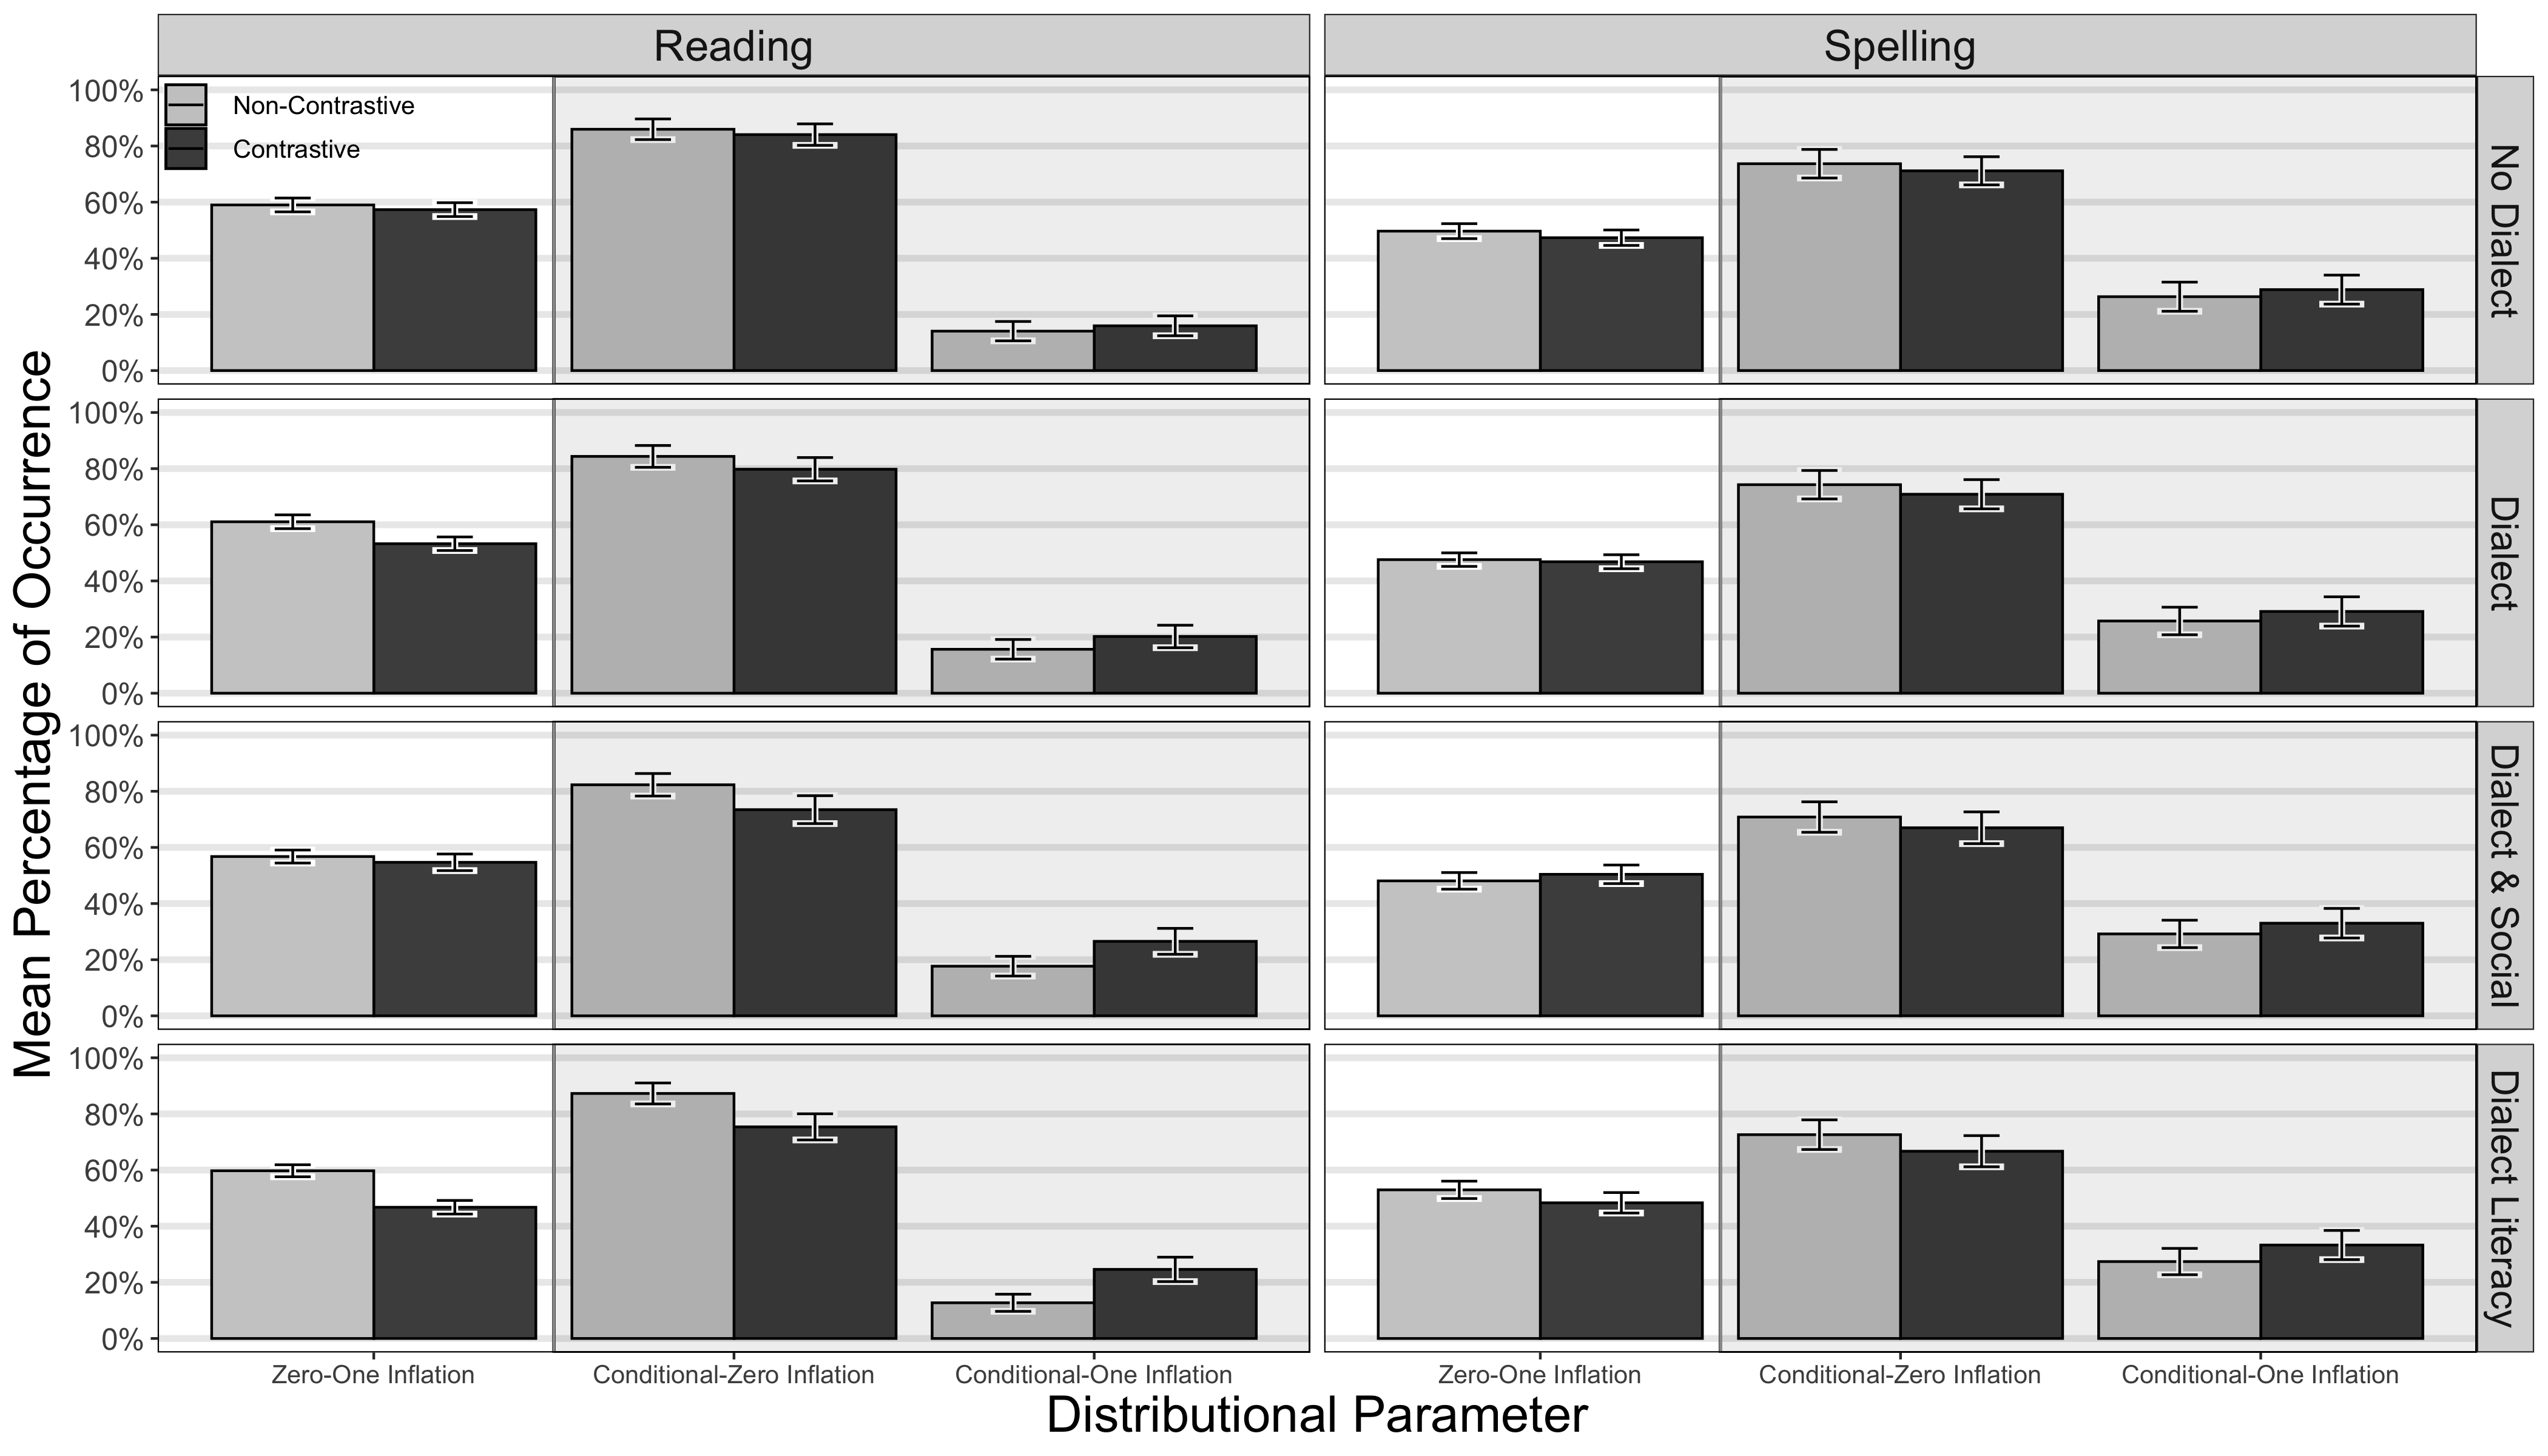 Reading
Spelling
Non-Contrastive
Contrastive
Mean Percentage of Occurrence
100%
80%
60%
40%
20%
0%
No Dialect
100%
80%
60%
40%
20%
0%
Dialect
100%
80%
60%
40%
20%
0%
Dialect & Social
100%
80%
60%
40%
20%
0%
Dialect Literacy
Zero-One Inflation
Conditional-Zero Inflation
Conditional-One Inflation
Zero-One Inflation
Conditional-Zero Inflation
Conditional-One Inflation
Distributional Parameter